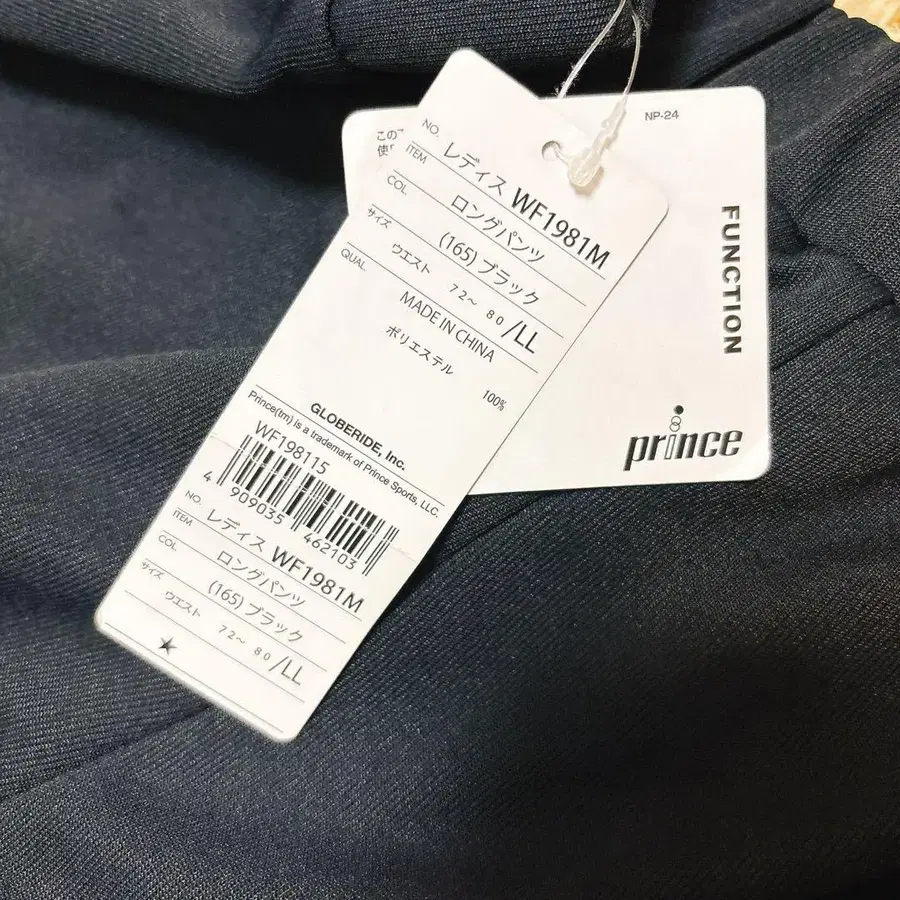 NP-24
この
使
FUNCTION
prince
NO. レディス WF1981M
ITEM ロングパンツ
COL. (165) ブラック
サイズ ウエスト 72~ 80/LL
QUAL. MADE IN CHINA
ポリエステル 100%
GLOBERIDE, Inc.
Prince(tm) is a trademark of Prince Sports, LLC.
WF198115
4 909035 462103
NO. レディス WF1981M
ITEM ロングパンツ
COL. (165) ブラック
サイズ ウエスト 72~ 80/LL
★